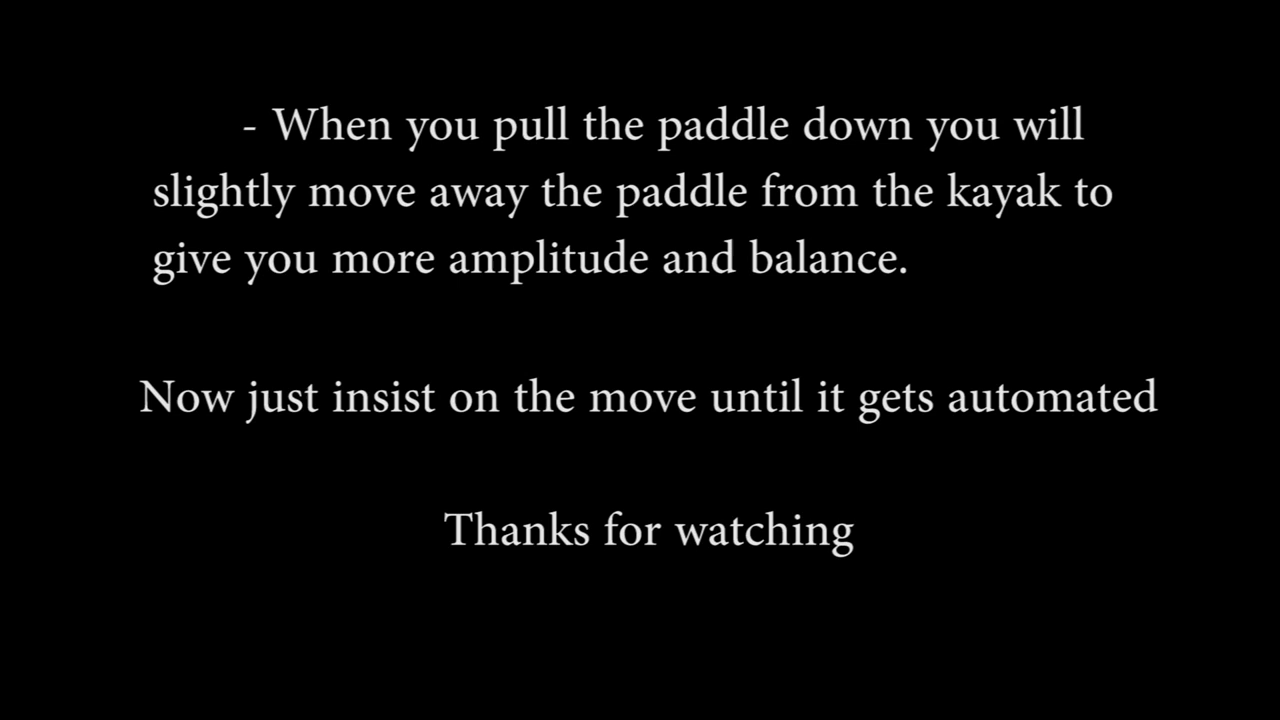 - When you pull the paddle down you will
slightly move away the paddle from the kayak to
give you more amplitude and balance.
Now just insist on the move until it gets automated
Thanks for watching